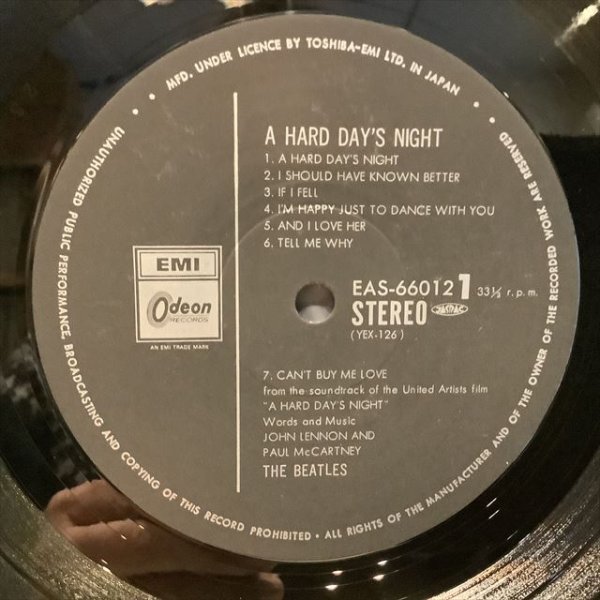 MFD. UNDER LICENCE BY TOSHIBA-EMI LTD. IN JAPAN
UNAUTHORIZED PUBLIC PERFORMANCE, BROADCASTING AND COPYING OF THIS RECORD PROHIBITED • ALL RIGHTS OF THE MANUFACTURER AND OF THE OWNER OF THE RECORDED WORK ARE RESERVED
A HARD DAY'S NIGHT
1. A HARD DAY'S NIGHT
2. I SHOULD HAVE KNOWN BETTER
3. IF I FELL
4. I'M HAPPY JUST TO DANCE WITH YOU
5. AND I LOVE HER
6. TELL ME WHY
EMI
Odeon
RECORDS
AN EMI TRADE MARK
EAS-66012 1 33⅓ r.p.m.
STEREO JASRAC
(YEX-126)
7. CAN'T BUY ME LOVE
from the soundtrack of the United Artists film
"A HARD DAY'S NIGHT"
Words and Music
JOHN LENNON AND
PAUL McCARTNEY
THE BEATLES